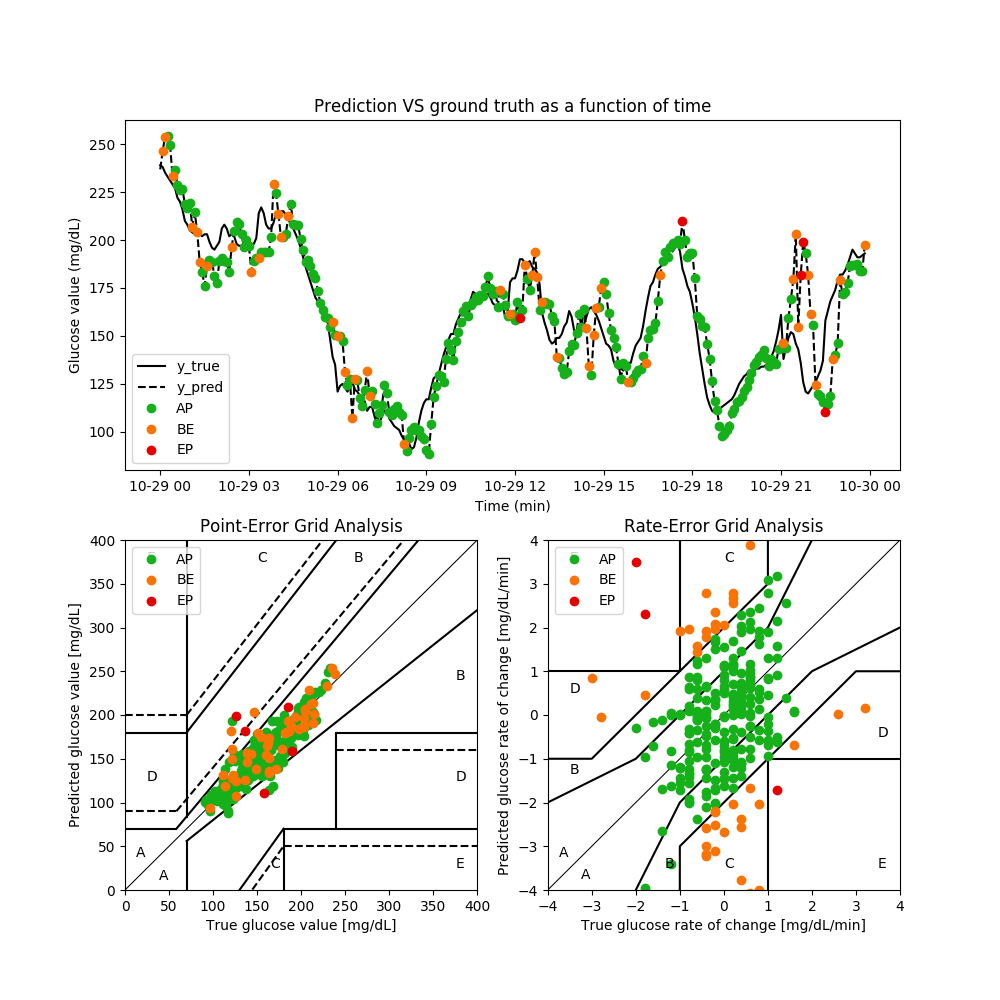 Prediction VS ground truth as a function of time
Glucose value (mg/dL)
250
225
200
175
150
125
100
y_true
y_pred
AP
BE
EP
10-29 00 10-29 03 10-29 06 10-29 09 10-29 12 10-29 15 10-29 18 10-29 21 10-30 00
Time (min)
Point-Error Grid Analysis
Predicted glucose value [mg/dL]
400
350
300
250
200
150
100
50
0
AP
BE
EP
C
B
B
D
D
A
A
C
E
0 50 100 150 200 250 300 350 400
True glucose value [mg/dL]
Rate-Error Grid Analysis
Predicted glucose rate of change [mg/dL/min]
4
3
2
1
0
−1
−2
−3
−4
AP
BE
EP
C
D
D
B
A
A
B
C
E
−4 −3 −2 −1 0 1 2 3 4
True glucose rate of change [mg/dL/min]